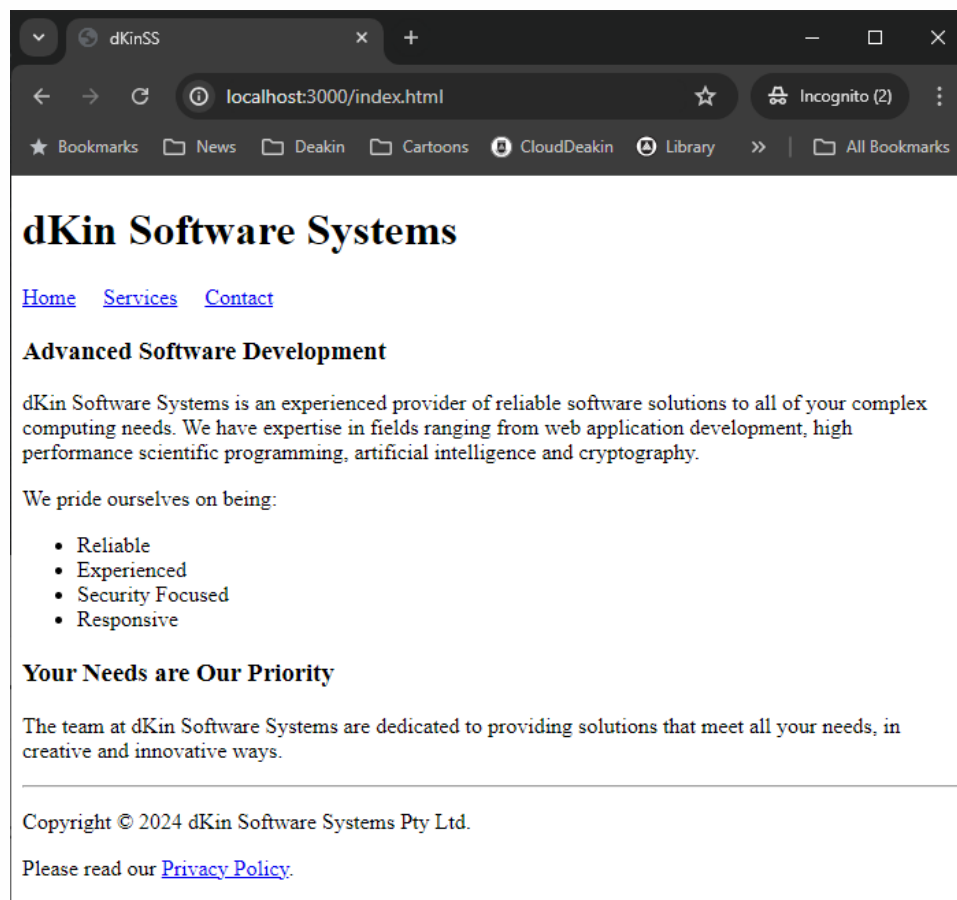 dKinSS
localhost:3000/index.html
Incognito (2)
Bookmarks News Deakin Cartoons CloudDeakin Library All Bookmarks
dKin Software Systems
Home Services Contact
Advanced Software Development
dKin Software Systems is an experienced provider of reliable software solutions to all of your complex
computing needs. We have expertise in fields ranging from web application development, high
performance scientific programming, artificial intelligence and cryptography.
We pride ourselves on being:
Reliable
Experienced
Security Focused
Responsive
Your Needs are Our Priority
The team at dKin Software Systems are dedicated to providing solutions that meet all your needs, in
creative and innovative ways.
Copyright © 2024 dKin Software Systems Pty Ltd.
Please read our Privacy Policy.